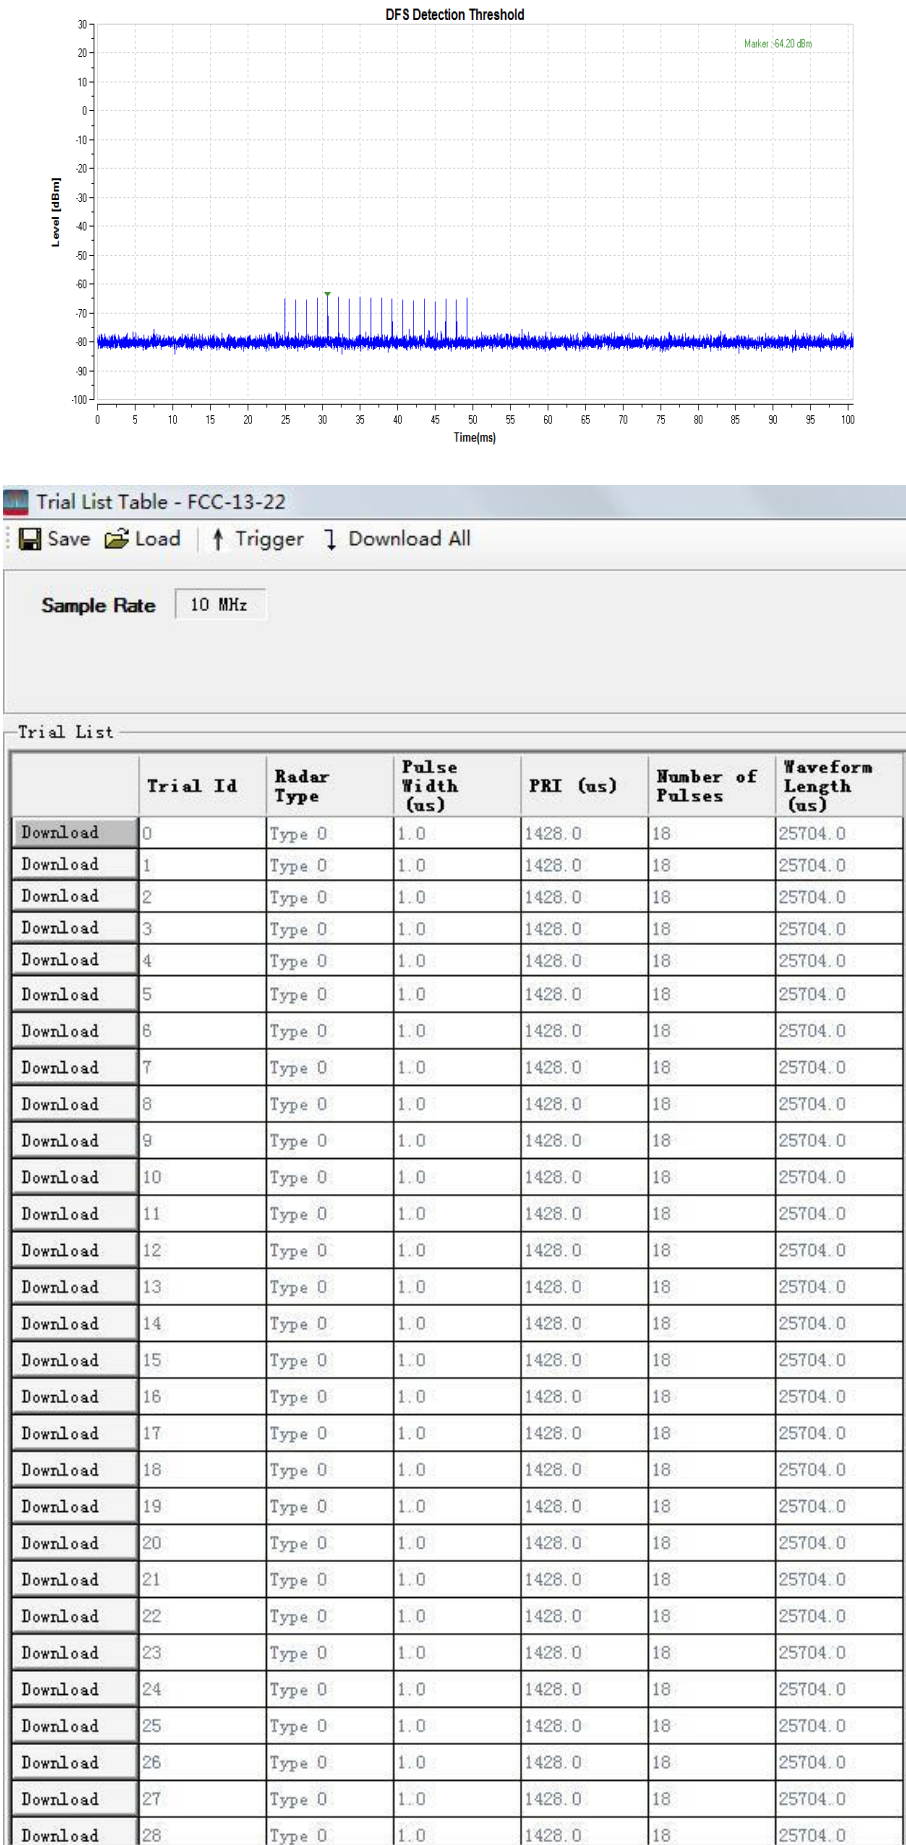 DFS Detection Threshold
Marker :-64.20 dBm
30
20
10
0
-10
-20
-30
-40
-50
-60
-70
-80
-90
-100
Level [dBm]
0 5 10 15 20 25 30 35 40 45 50 55 60 65 70 75 80 85 90 95 100
Time(ms)
Trial List Table - FCC-13-22
Save Load Trigger Download All
Sample Rate 10 MHz
Trial List
Trial Id Radar Type Pulse Width (us) PRI (us) Number of Pulses Waveform Length (us)
Download 0 Type 0 1.0 1428.0 18 25704.0
Download 1 Type 0 1.0 1428.0 18 25704.0
Download 2 Type 0 1.0 1428.0 18 25704.0
Download 3 Type 0 1.0 1428.0 18 25704.0
Download 4 Type 0 1.0 1428.0 18 25704.0
Download 5 Type 0 1.0 1428.0 18 25704.0
Download 6 Type 0 1.0 1428.0 18 25704.0
Download 7 Type 0 1.0 1428.0 18 25704.0
Download 8 Type 0 1.0 1428.0 18 25704.0
Download 9 Type 0 1.0 1428.0 18 25704.0
Download 10 Type 0 1.0 1428.0 18 25704.0
Download 11 Type 0 1.0 1428.0 18 25704.0
Download 12 Type 0 1.0 1428.0 18 25704.0
Download 13 Type 0 1.0 1428.0 18 25704.0
Download 14 Type 0 1.0 1428.0 18 25704.0
Download 15 Type 0 1.0 1428.0 18 25704.0
Download 16 Type 0 1.0 1428.0 18 25704.0
Download 17 Type 0 1.0 1428.0 18 25704.0
Download 18 Type 0 1.0 1428.0 18 25704.0
Download 19 Type 0 1.0 1428.0 18 25704.0
Download 20 Type 0 1.0 1428.0 18 25704.0
Download 21 Type 0 1.0 1428.0 18 25704.0
Download 22 Type 0 1.0 1428.0 18 25704.0
Download 23 Type 0 1.0 1428.0 18 25704.0
Download 24 Type 0 1.0 1428.0 18 25704.0
Download 25 Type 0 1.0 1428.0 18 25704.0
Download 26 Type 0 1.0 1428.0 18 25704.0
Download 27 Type 0 1.0 1428.0 18 25704.0
Download 28 Type 0 1.0 1428.0 18 25704.0